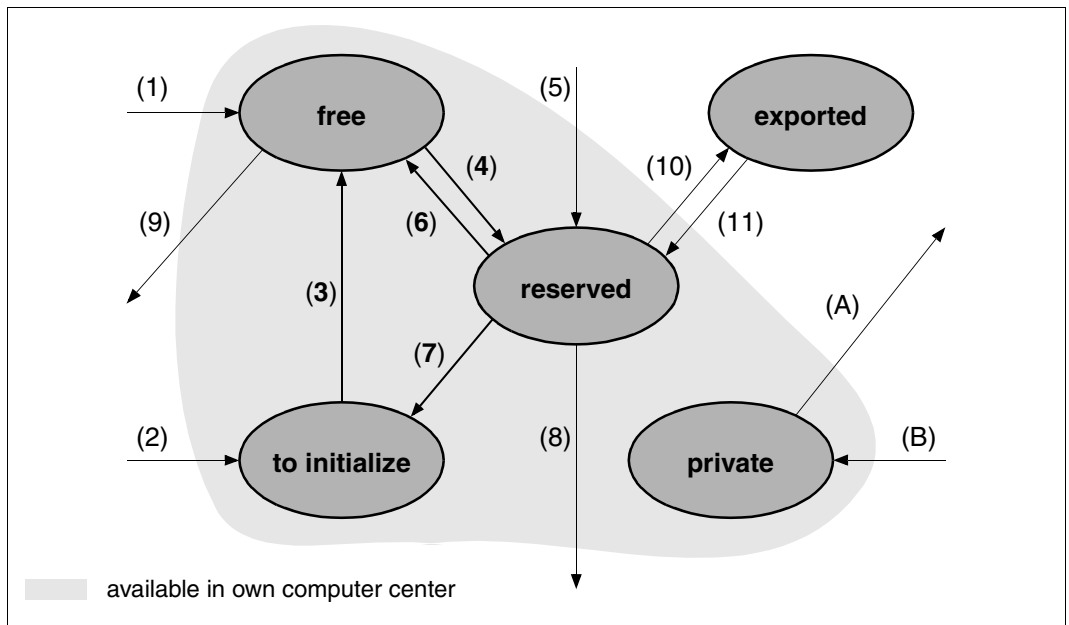 (1)
free
(5)
exported
(4)
(10)
(9)
(6)
(11)
(3)
reserved
(A)
(7)
(2)
to initialize
(8)
private
(B)
available in own computer center